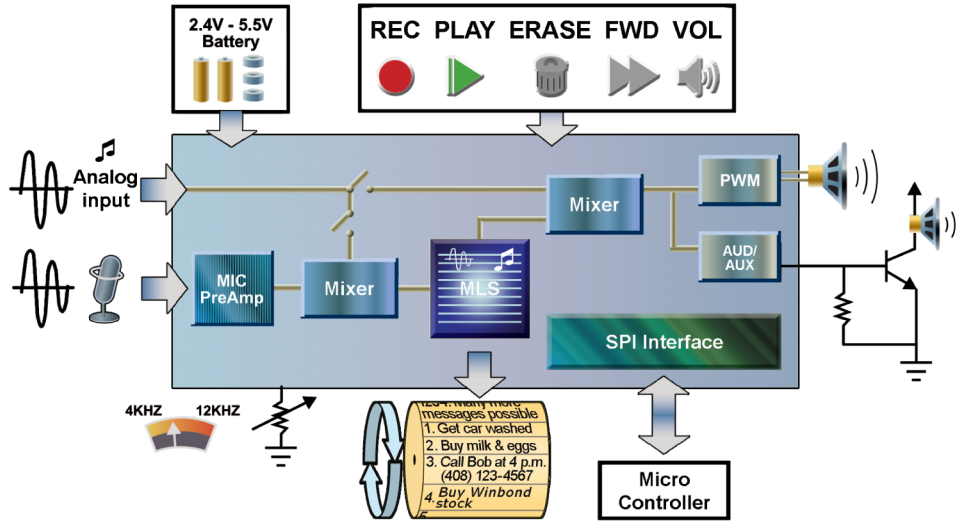 2.4V - 5.5V
Battery
REC PLAY ERASE FWD VOL
Analog
input
PWM
Mixer
AUD/
AUX
MIC
PreAmp
Mixer
MLS
SPI Interface
4KHZ 12KHZ
1234. Many more
messages possible
1. Get car washed
2. Buy milk & eggs
3. Call Bob at 4 p.m.
(408) 123-4567
4. Buy Winbond
stock
Micro
Controller